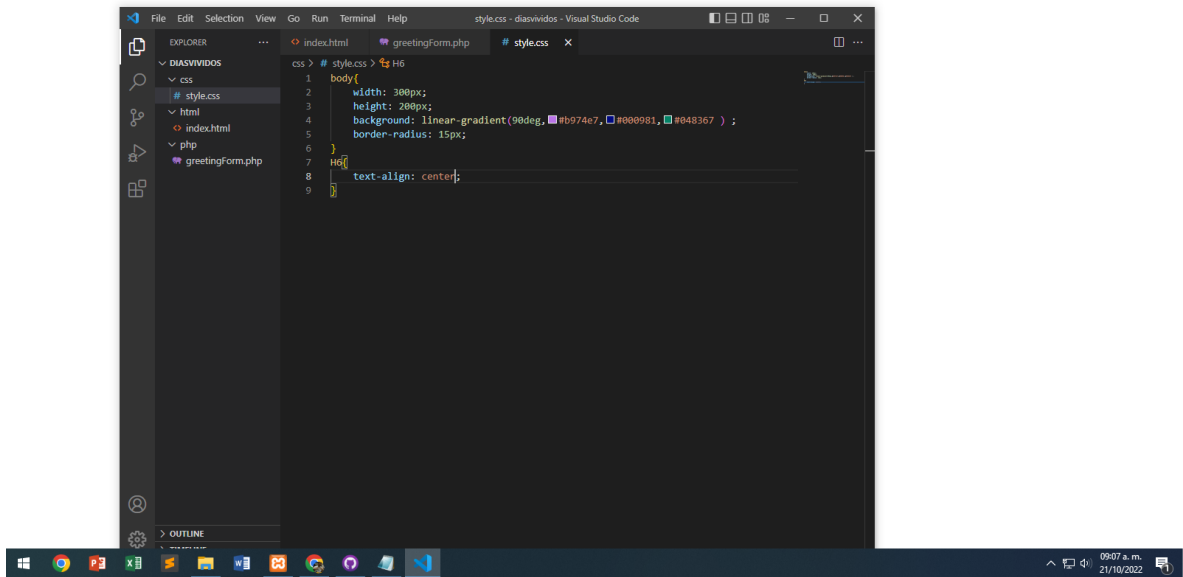 File Edit Selection View Go Run Terminal Help style.css - diasvividos - Visual Studio Code
EXPLORER ...
index.html greetingForm.php # style.css
DIASVIVIDOS
css
# style.css
html
index.html
php
greetingForm.php
css > # style.css > H6
1 body{
2 width: 300px;
3 height: 200px;
4 background: linear-gradient(90deg,#b974e7,#000981,#048367 ) ;
5 border-radius: 15px;
6 }
7 H6{
8 text-align: center;
9 }
OUTLINE
09:07 a. m.
21/10/2022